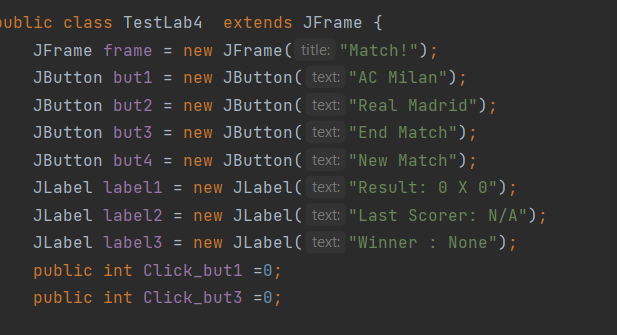 public class TestLab4  extends JFrame {
JFrame frame = new JFrame( title: "Match!");
JButton but1 = new JButton( text: "AC Milan");
JButton but2 = new JButton( text: "Real Madrid");
JButton but3 = new JButton( text: "End Match");
JButton but4 = new JButton( text: "New Match");
JLabel label1 = new JLabel( text: "Result: 0 X 0");
JLabel label2 = new JLabel( text: "Last Scorer: N/A");
JLabel label3 = new JLabel( text: "Winner : None");
public int Click_but1 =0;
public int Click_but3 =0;